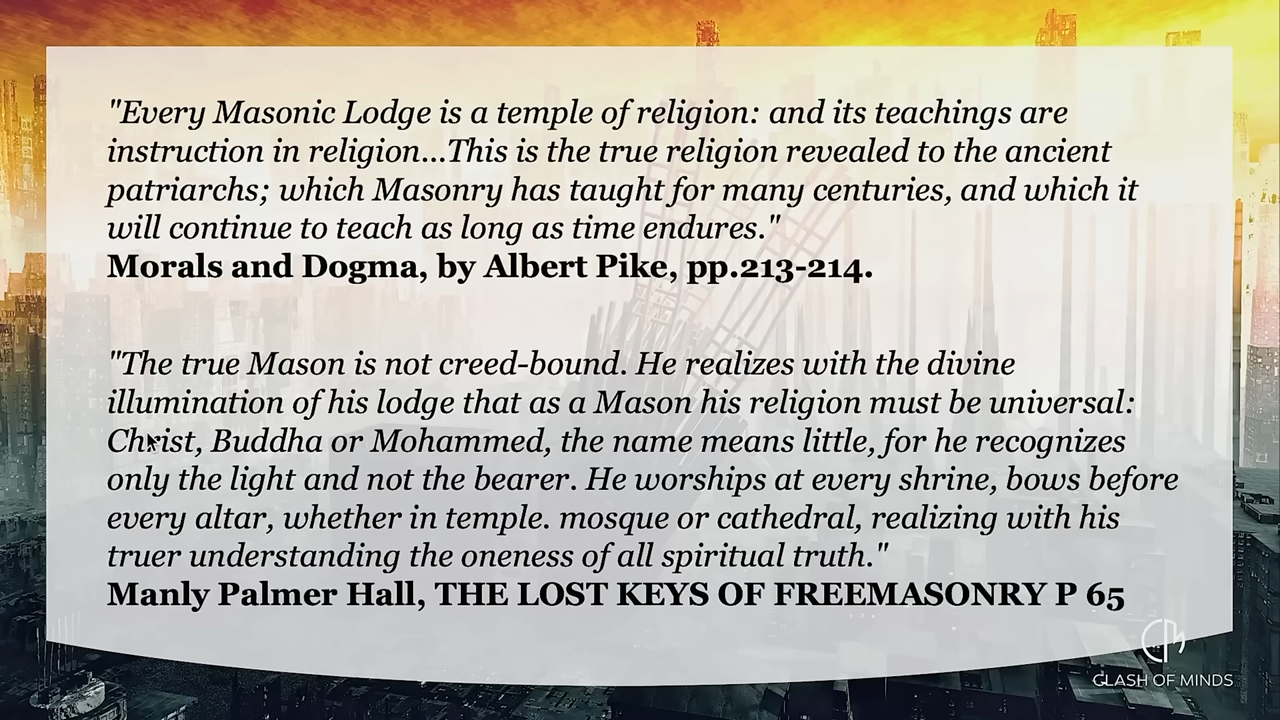 "Every Masonic Lodge is a temple of religion: and its teachings are
instruction in religion...This is the true religion revealed to the ancient
patriarchs; which Masonry has taught for many centuries, and which it
will continue to teach as long as time endures."
Morals and Dogma, by Albert Pike, pp.213-214.
"The true Mason is not creed-bound. He realizes with the divine
illumination of his lodge that as a Mason his religion must be universal:
Christ, Buddha or Mohammed, the name means little, for he recognizes
only the light and not the bearer. He worships at every shrine, bows before
every altar, whether in temple. mosque or cathedral, realizing with his
truer understanding the oneness of all spiritual truth."
Manly Palmer Hall, THE LOST KEYS OF FREEMASONRY P 65
CLASH OF MINDS